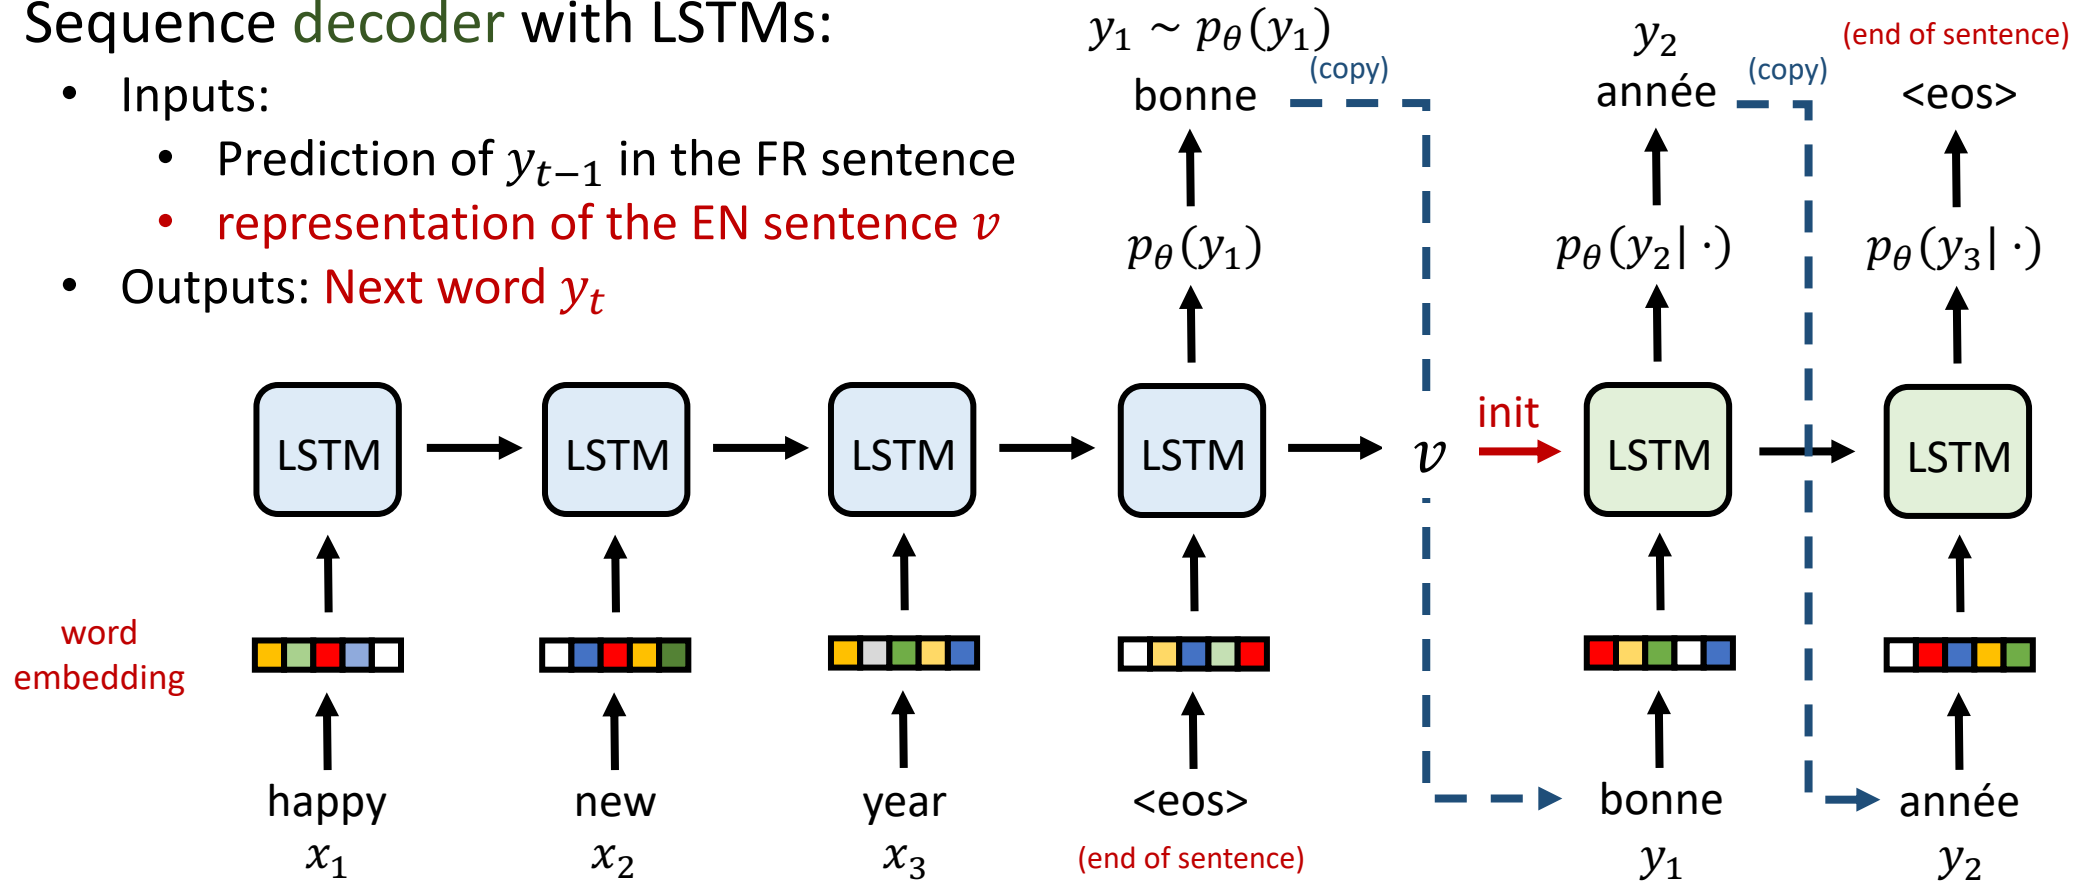 Sequence decoder with LSTMs:
• Inputs:
• Prediction of y_{t−1} in the FR sentence
• representation of the EN sentence v
• Outputs: Next word y_t
y_1 ~ p_θ(y_1)
(copy)
bonne
p_θ(y_1)
y_2
(copy)
année
p_θ(y_2| ·)
(end of sentence)
<eos>
p_θ(y_3| ·)
LSTM LSTM LSTM LSTM v init LSTM LSTM
word
embedding
happy new year <eos> bonne année
x_1 x_2 x_3 (end of sentence) y_1 y_2